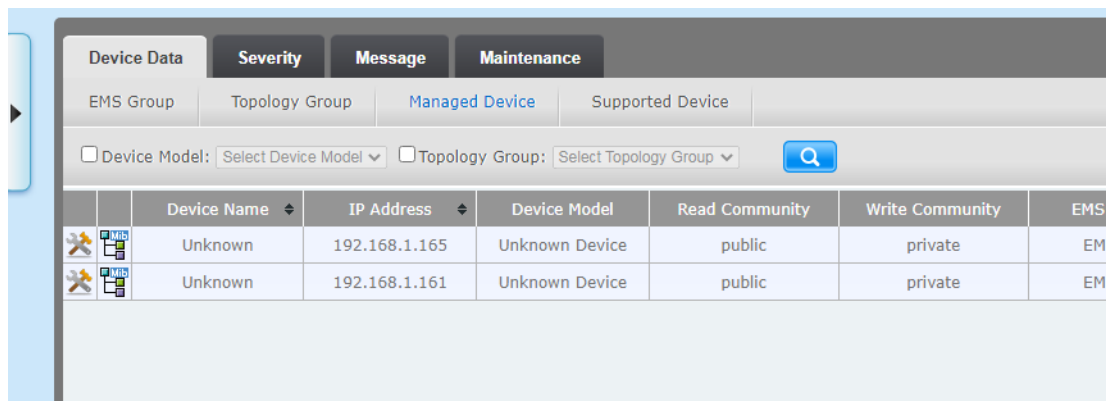 Device Data Severity Message Maintenance
EMS Group Topology Group Managed Device Supported Device
Device Model: Select Device Model Topology Group: Select Topology Group
Device Name IP Address Device Model Read Community Write Community EMS
Mib Unknown 192.168.1.165 Unknown Device public private EM
Mib Unknown 192.168.1.161 Unknown Device public private EM